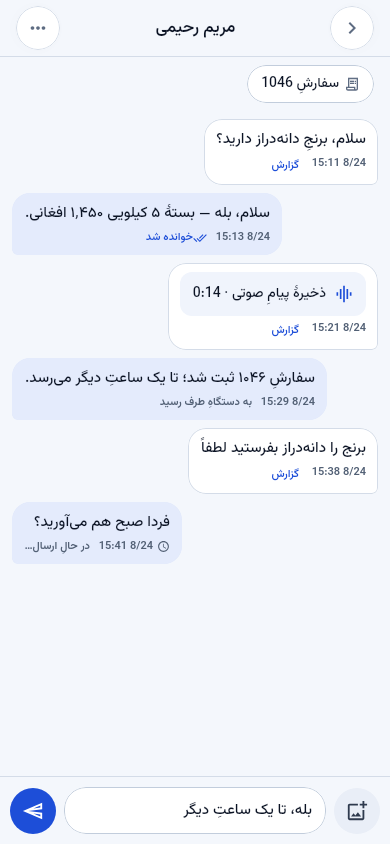 مریم رحیمی
سفارشِ 1046
سلام، برنجِ دانه‌دراز دارید؟
15:11 8/24 گزارش
سلام، بله — بستهٔ ۵ کیلویی ۱,۴۵۰ افغانی.
15:13 8/24 خوانده شد
ذخیرهٔ پیامِ صوتی · 0:14
15:21 8/24 گزارش
سفارشِ ۱۰۴۶ ثبت شد؛ تا یک ساعتِ دیگر می‌رسد.
15:29 8/24 به دستگاهِ طرف رسید
برنج را دانه‌دراز بفرستید لطفاً
15:38 8/24 گزارش
فردا صبح هم می‌آورید؟
15:41 8/24 در حالِ ارسال…
بله، تا یک ساعتِ دیگر